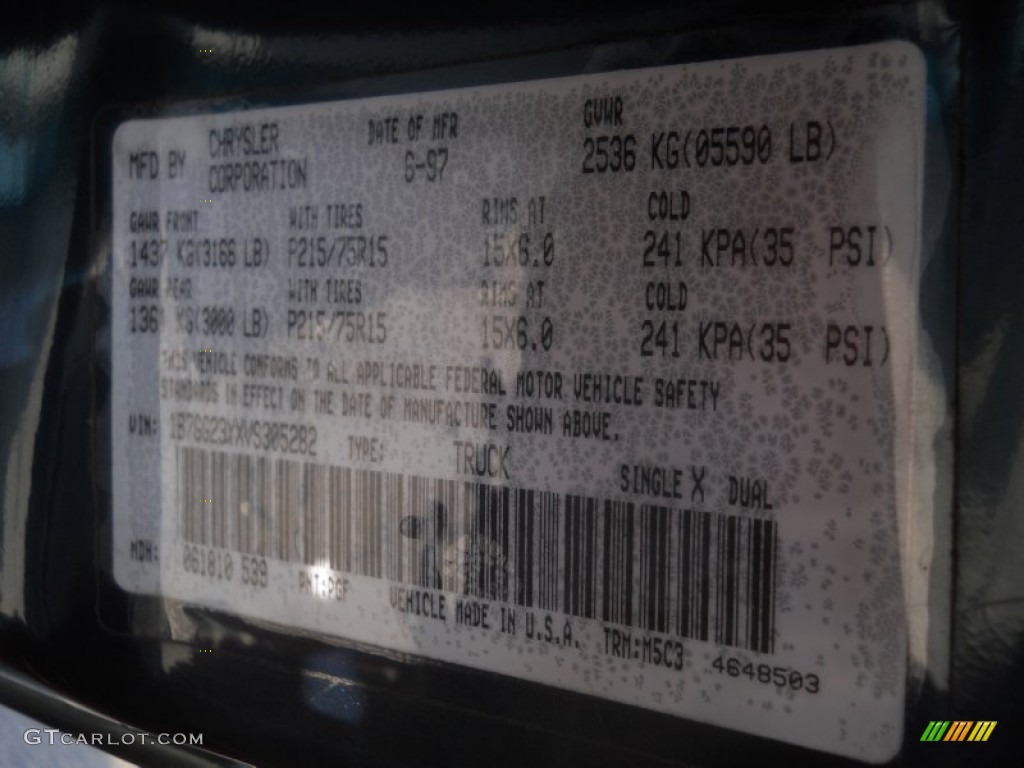 MFD BY CHRYSLER CORPORATION DATE OF MFR 6-97 GVWR 2536 KG(05590 LB)
GAWR FRONT WITH TIRES RIMS AT COLD
1437 KG(3166 LB) P215/75R15 15X6.0 241 KPA(35 PSI)
GAWR REAR WITH TIRES RIMS AT COLD
1361 KG(3000 LB) P215/75R15 15X6.0 241 KPA(35 PSI)
THIS VEHICLE CONFORMS TO ALL APPLICABLE FEDERAL MOTOR VEHICLE SAFETY
STANDARDS IN EFFECT ON THE DATE OF MANUFACTURE SHOWN ABOVE.
VIN: TYPE: TRUCK SINGLE X DUAL
MDH: 061810 539 PNT:PGF VEHICLE MADE IN U.S.A. TRM:M5C3 4648503
GTCARLOT.COM